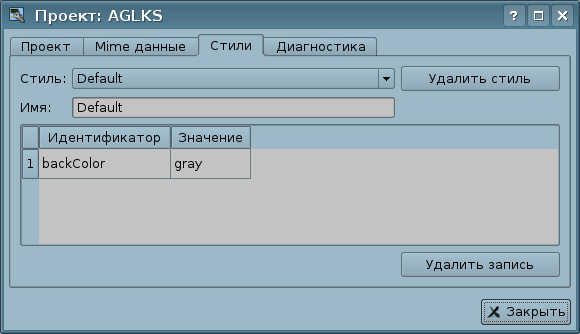 Проект: AGLKS
Проект Mime данные Стили Диагностика
Стиль: Default Удалить стиль
Имя: Default
Идентификатор Значение
1 backColor gray
Удалить запись
Закрыть